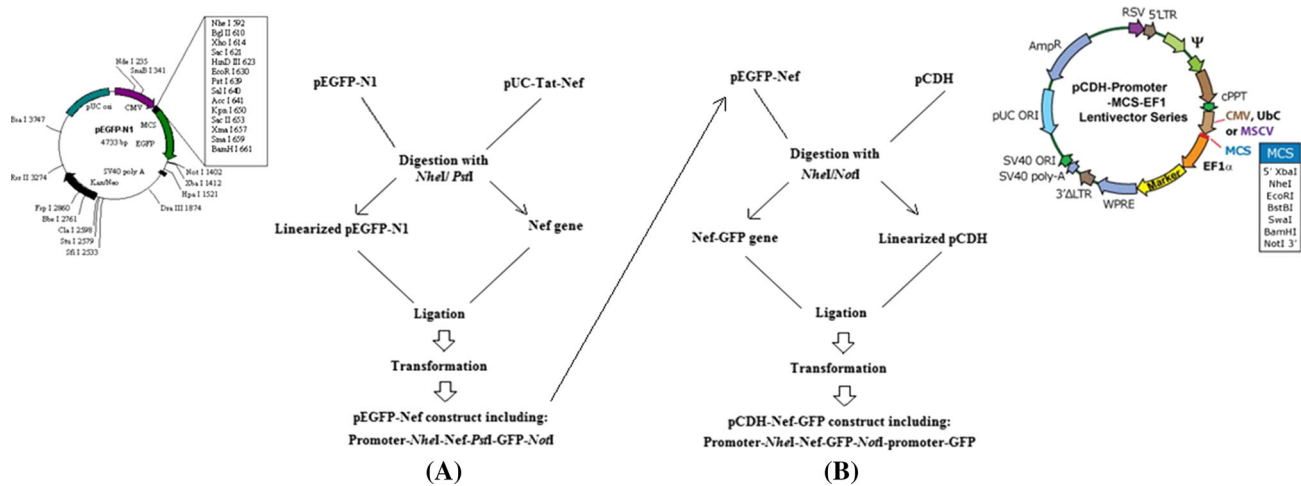 Nhe I 592
Bgl II 610
Xho I 614
Sac I 621
HinD III 623
EcoR I 630
Pst I 639
Sal I 640
Acc I 641
Kpn I 650
Sac II 653
Xma I 657
Sma I 659
BamH I 661
Nde I 235
SnaB I 341
pUC ori
CMV
MCS
EGFP
pEGFP-N1
4733 bp
Bsa I 3747
Rsr II 3274
SV40 poly A
Kan/Neo
Not I 1402
Xba I 1412
Hpa I 1521
Dra III 1874
Fsp I 2860
Bbe I 2761
Cla I 2598
Stu I 2579
Sfi I 2533
pEGFP-N1
pUC-Tat-Nef
Digestion with
NheI/ PstI
Linearized pEGFP-N1
Nef gene
Ligation
Transformation
pEGFP-Nef construct including:
Promoter-NheI-Nef-PstI-GFP-NotI
(A)
pEGFP-Nef
pCDH
Digestion with
NheI/NotI
Nef-GFP gene
Linearized pCDH
Ligation
Transformation
pCDH-Nef-GFP construct including:
Promoter-NheI-Nef-GFP-NotI-promoter-GFP
(B)
RSV
5'LTR
Ψ
AmpR
pCDH-Promoter
-MCS-EF1
Lentivector Series
cPPT
CMV, UbC
or MSCV
MCS
EF1α
pUC ORI
SV40 ORI
SV40 poly-A
3'ΔLTR
WPRE
Marker
MCS
5' XbaI
NheI
EcoRI
BstBI
SwaI
BamHI
NotI 3'